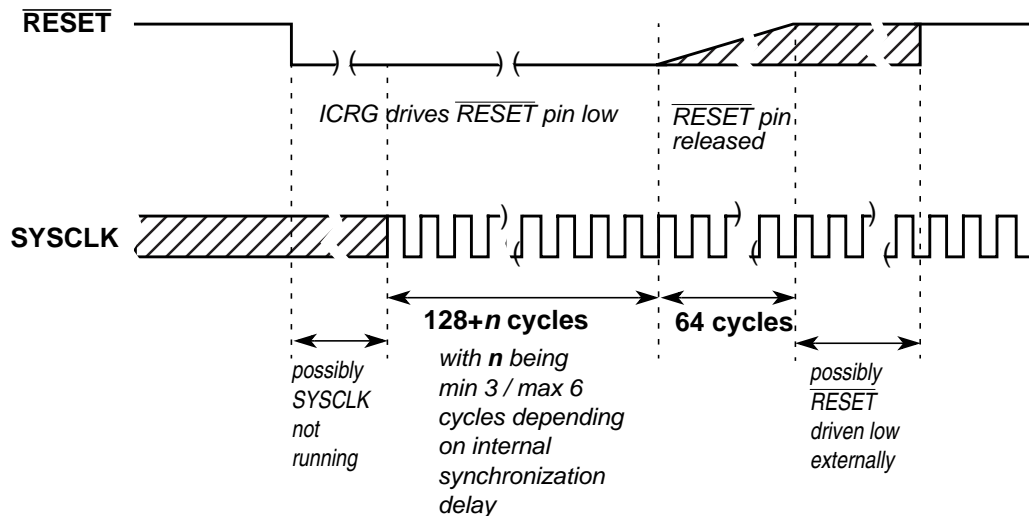 RESET
ICRG drives RESET pin low
RESET pin
released
SYSCLK
128+n cycles
with n being
min 3 / max 6
cycles depending
on internal
synchronization
delay
64 cycles
possibly
SYSCLK
not
running
possibly
RESET
driven low
externally